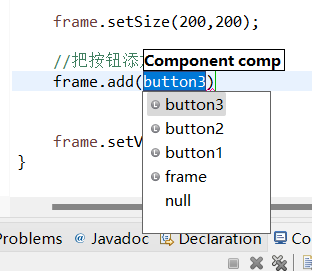 frame.setSize(200,200);
//把按钮添
Component comp
frame.add(button3)
button3
button2
button1
frame
null
frame.setV
}
Problems @ Javadoc Declaration Co